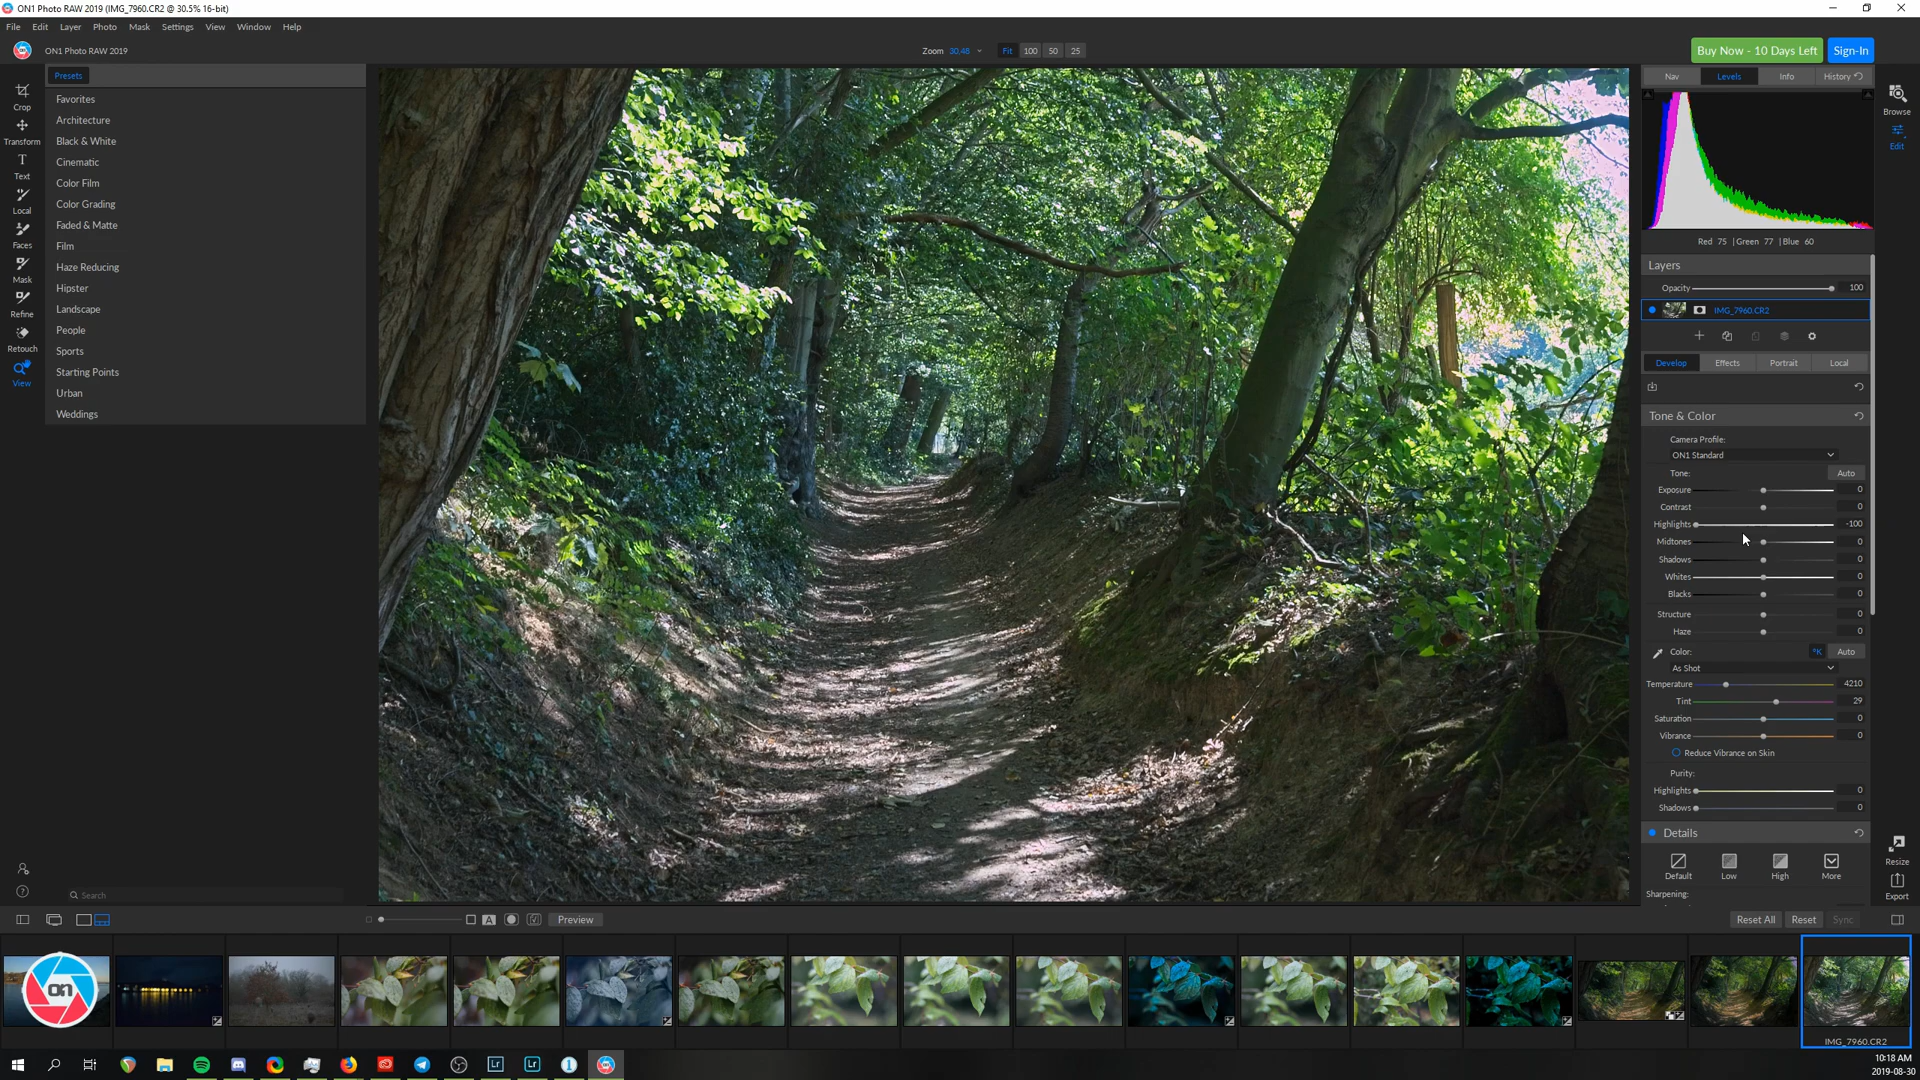 ON1 Photo RAW 2019 (IMG_7960.CR2 @ 30.5% 16-bit)
File Edit Layer Photo Mask Settings View Window Help
ON1 Photo RAW 2019
Zoom 30.48 Fit 100 50 25
Buy Now - 10 Days Left Sign-In
Presets
Favorites
Architecture
Black & White
Cinematic
Color Film
Color Grading
Faded & Matte
Film
Haze Reducing
Hipster
Landscape
People
Sports
Starting Points
Urban
Weddings
Crop
Transform
T
Text
Local
Faces
Mask
Refine
Retouch
View
Search
Nav Levels Info History
Browse
Edit
Red 75 | Green 77 | Blue 60
Layers
Opacity 100
IMG_7960.CR2
Develop Effects Portrait Local
Tone & Color
Camera Profile:
ON1 Standard
Tone: Auto
Exposure 0
Contrast 0
Highlights -100
Midtones 0
Shadows 0
Whites 0
Blacks 0
Structure 0
Haze 0
Color: °K Auto
As Shot
Temperature 4210
Tint 29
Saturation 0
Vibrance 0
Reduce Vibrance on Skin
Purity:
Highlights 0
Shadows 0
Details
Default Low High More
Sharpening:
Resize
Export
A Preview
Reset All Reset Sync
on
IMG_7960.CR2
Lr Lr
10:18 AM
2019-08-30